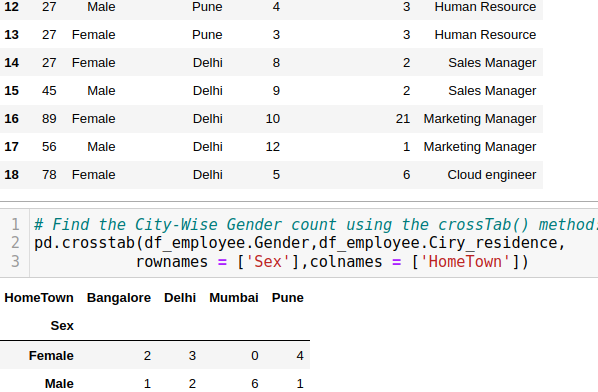 12 27 Male Pune 4 3 Human Resource
13 27 Female Pune 3 3 Human Resource
14 27 Female Delhi 8 2 Sales Manager
15 45 Male Delhi 9 2 Sales Manager
16 89 Female Delhi 10 21 Marketing Manager
17 56 Male Delhi 12 1 Marketing Manager
18 78 Female Delhi 5 6 Cloud engineer
1 # Find the City-Wise Gender count using the crossTab() method:
2 pd.crosstab(df_employee.Gender,df_employee.Ciry_residence,
3 rownames = ['Sex'],colnames = ['HomeTown'])
HomeTown Bangalore Delhi Mumbai Pune
Sex
Female 2 3 0 4
Male 1 2 6 1